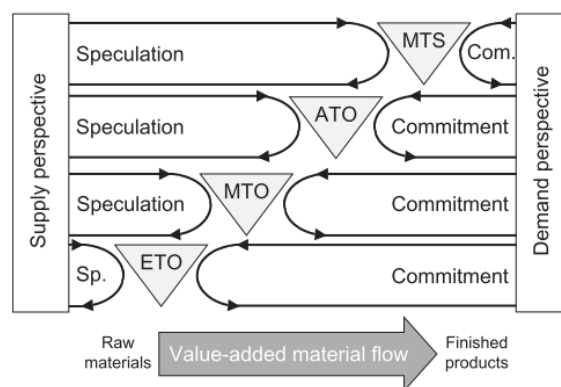 Supply perspective
Speculation
MTS
Com.
Speculation
ATO
Commitment
Speculation
MTO
Commitment
Sp.
ETO
Commitment
Demand perspective
Raw
materials
Value-added material flow
Finished
products